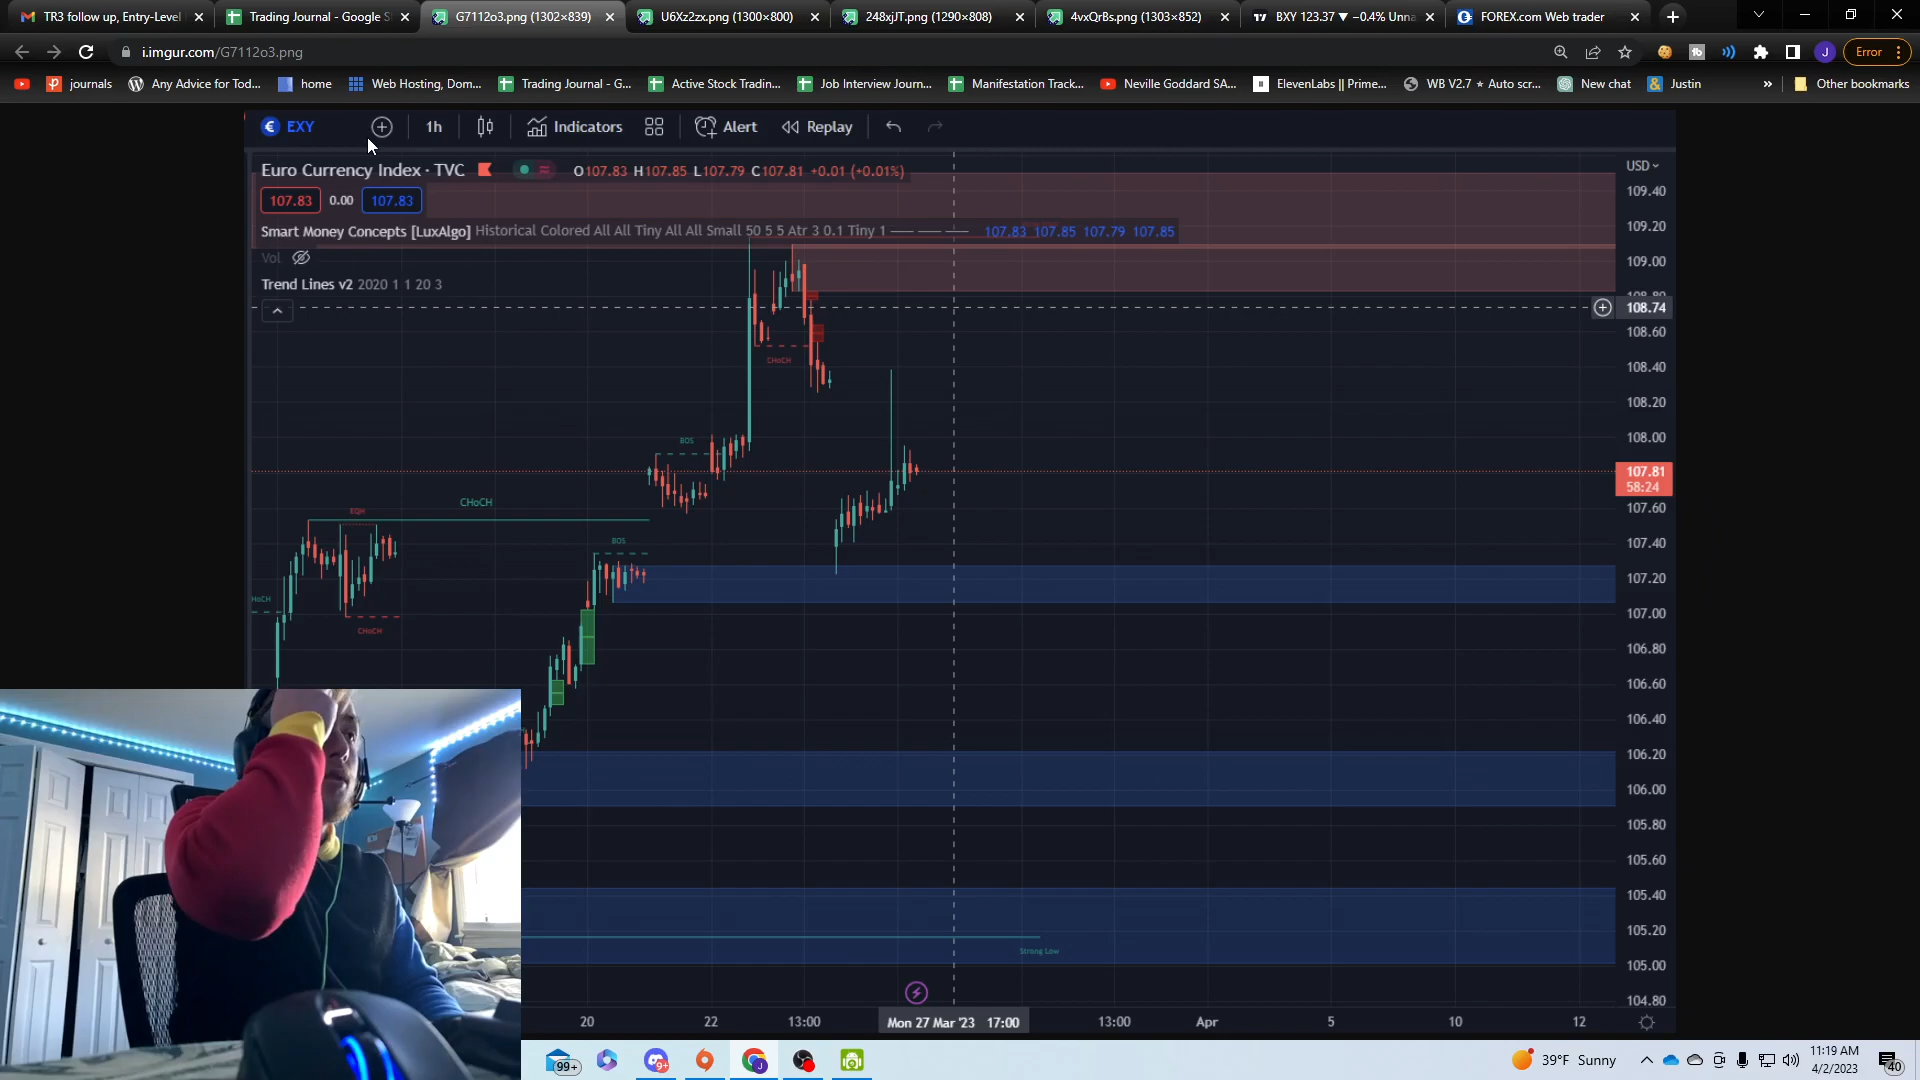 TR3 follow up, Entry-Level
Trading Journal - Google S
G7112o3.png (1302×839)
U6Xz2zx.png (1300×800)
248xjJT.png (1290×808)
4vxQrBs.png (1303×852)
BXY 123.37 ▼ −0.4% Unna
FOREX.com Web trader
i.imgur.com/G7112o3.png
Error
journals
Any Advice for Tod...
home
Web Hosting, Dom...
Trading Journal - G...
Active Stock Tradin...
Job Interview Journ...
Manifestation Track...
Neville Goddard SA...
ElevenLabs || Prime...
WB V2.7 ★ Auto scr...
New chat
Justin
»
Other bookmarks
EXY
1h
Indicators
Alert
Replay
Euro Currency Index · TVC
O107.83 H107.85 L107.79 C107.81 +0.01 (+0.01%)
USD
107.83 0.00 107.83
Smart Money Concepts [LuxAlgo] Historical Colored All All Tiny All All Small 50 5 5 Atr 3 0.1 Tiny 1
107.83 107.85 107.79 107.85
Vol
Trend Lines v2 2020 1 1 20 3
109.40
109.20
109.00
108.80
108.74
108.60
108.40
108.20
108.00
107.81
58:24
107.60
107.40
107.20
107.00
106.80
106.60
106.40
106.20
106.00
105.80
105.60
105.40
105.20
105.00
104.80
CHoCH
BOS
CHoCH
EQH
BOS
HoCH
CHoCH
Strong Low
20
22
13:00
Mon 27 Mar '23 17:00
13:00
Apr
5
10
12
99+
9+
39°F Sunny
11:19 AM
4/2/2023
40